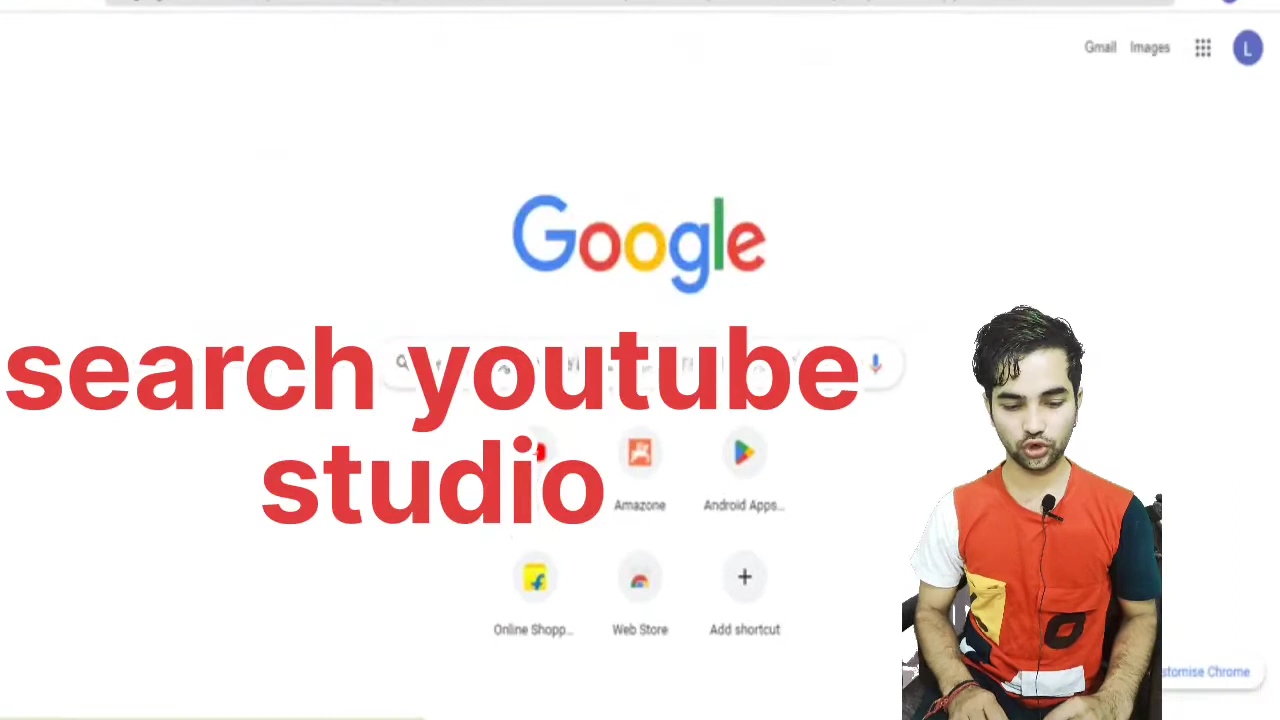 Gmail Images
L
Google
search youtube
studio
Amazone
Android Apps...
Online Shopp...
Web Store
Add shortcut
stomise Chrome